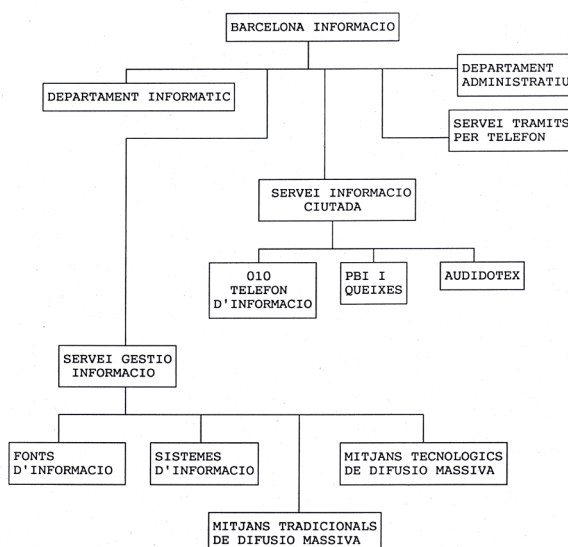 BARCELONA INFORMACIO
DEPARTAMENT
ADMINISTRATIU
DEPARTAMENT INFORMATIC
SERVEI TRAMITS
PER TELEFON
SERVEI INFORMACIO
CIUTADA
010
TELEFON
D'INFORMACIO
PBI I
QUEIXES
AUDIDOTEX
SERVEI GESTIO
INFORMACIO
FONTS
D'INFORMACIO
SISTEMES
D'INFORMACIO
MITJANS TECNOLOGICS
DE DIFUSIO MASSIVA
MITJANS TRADICIONALS
DE DIFUSIO MASSIVA